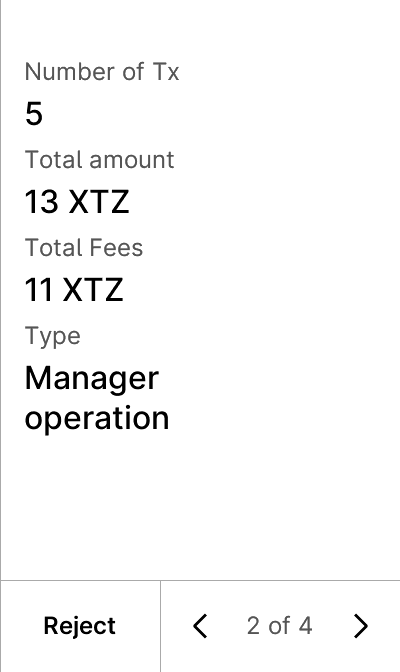 Number of Tx
5
Total amount
13 XTZ
Total Fees
11 XTZ
Type
Manager
operation
Reject
2 of 4